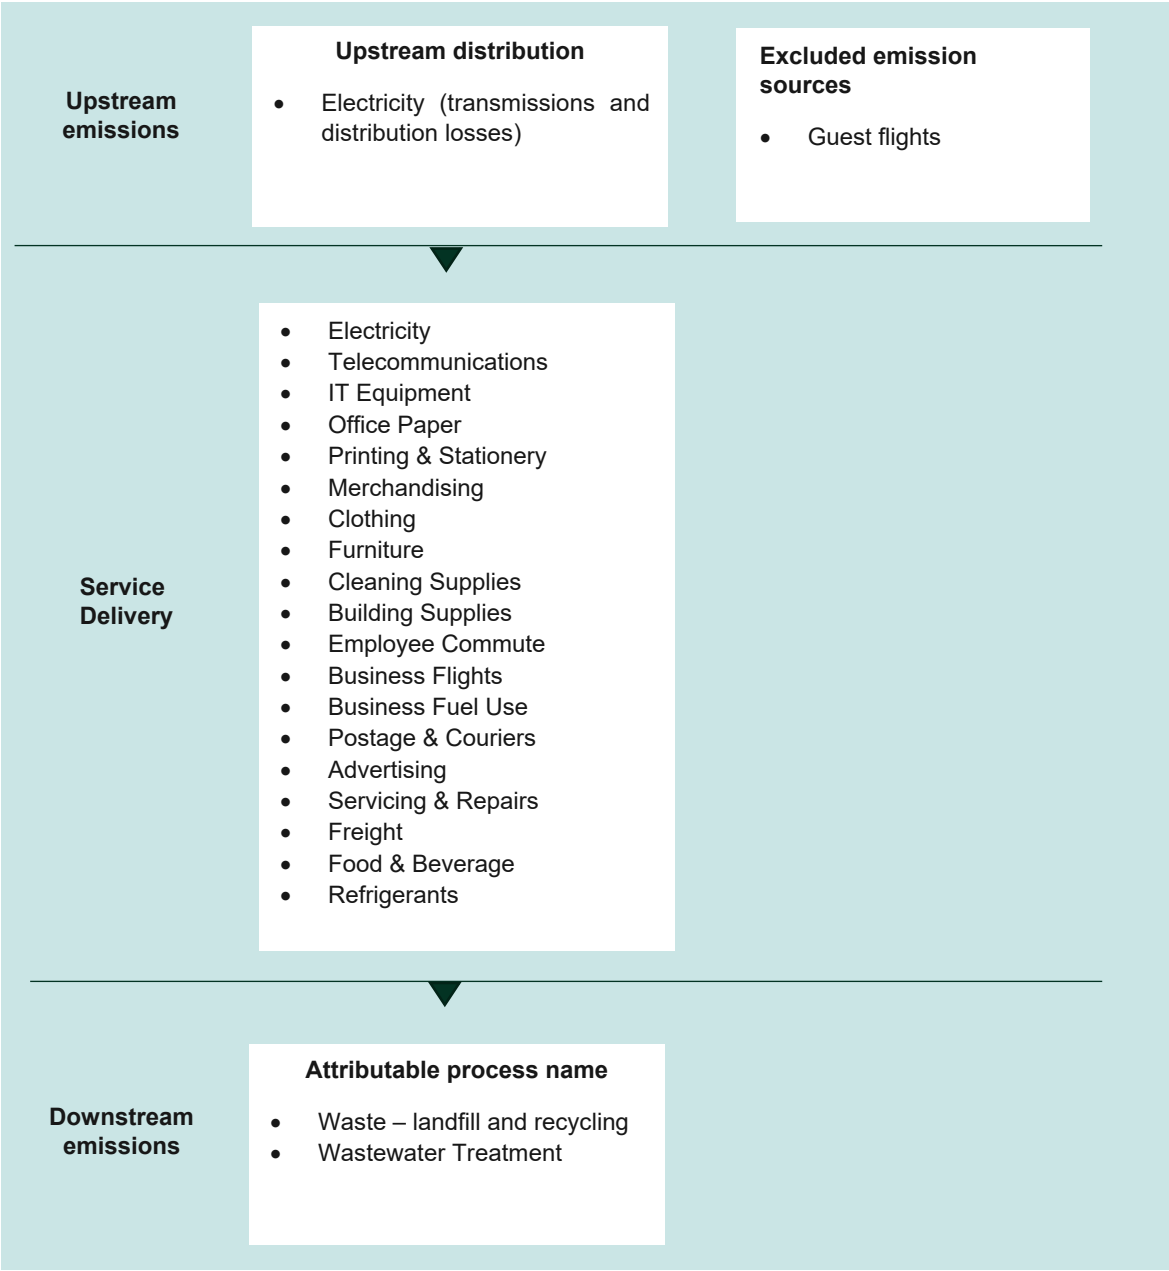 Upstream
emissions
Upstream distribution
• Electricity (transmissions and
distribution losses)
Excluded emission
sources
• Guest flights
Service
Delivery
• Electricity
• Telecommunications
• IT Equipment
• Office Paper
• Printing & Stationery
• Merchandising
• Clothing
• Furniture
• Cleaning Supplies
• Building Supplies
• Employee Commute
• Business Flights
• Business Fuel Use
• Postage & Couriers
• Advertising
• Servicing & Repairs
• Freight
• Food & Beverage
• Refrigerants
Downstream
emissions
Attributable process name
• Waste – landfill and recycling
• Wastewater Treatment